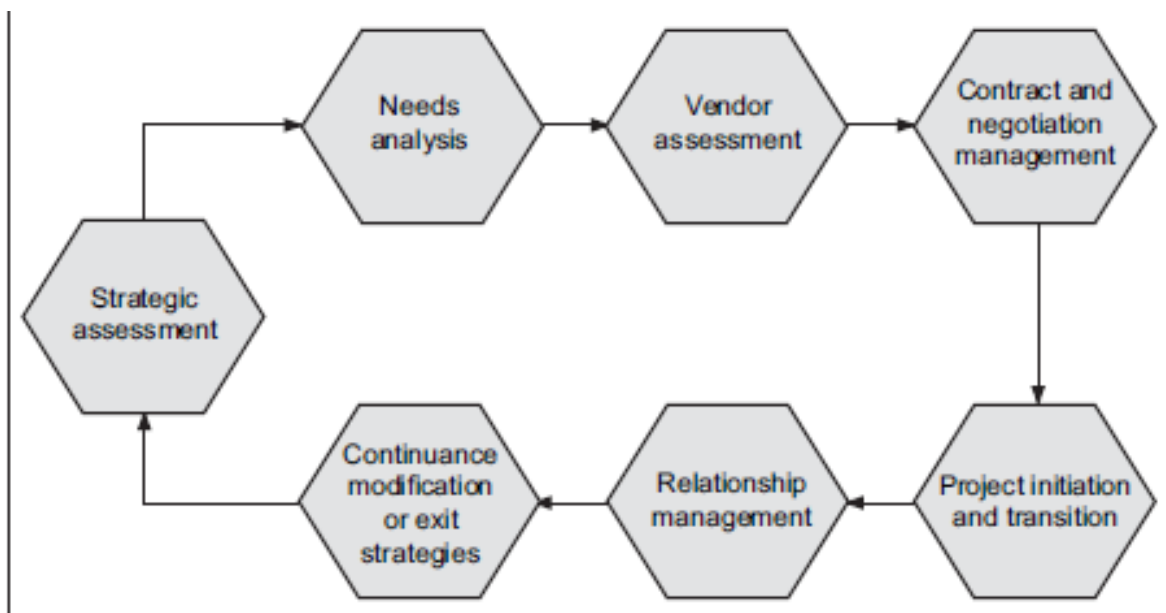 Needs
analysis
Vendor
assessment
Contract and
negotiation
management
Strategic
assessment
Continuance
modification
or exit
strategies
Relationship
management
Project initiation
and transition